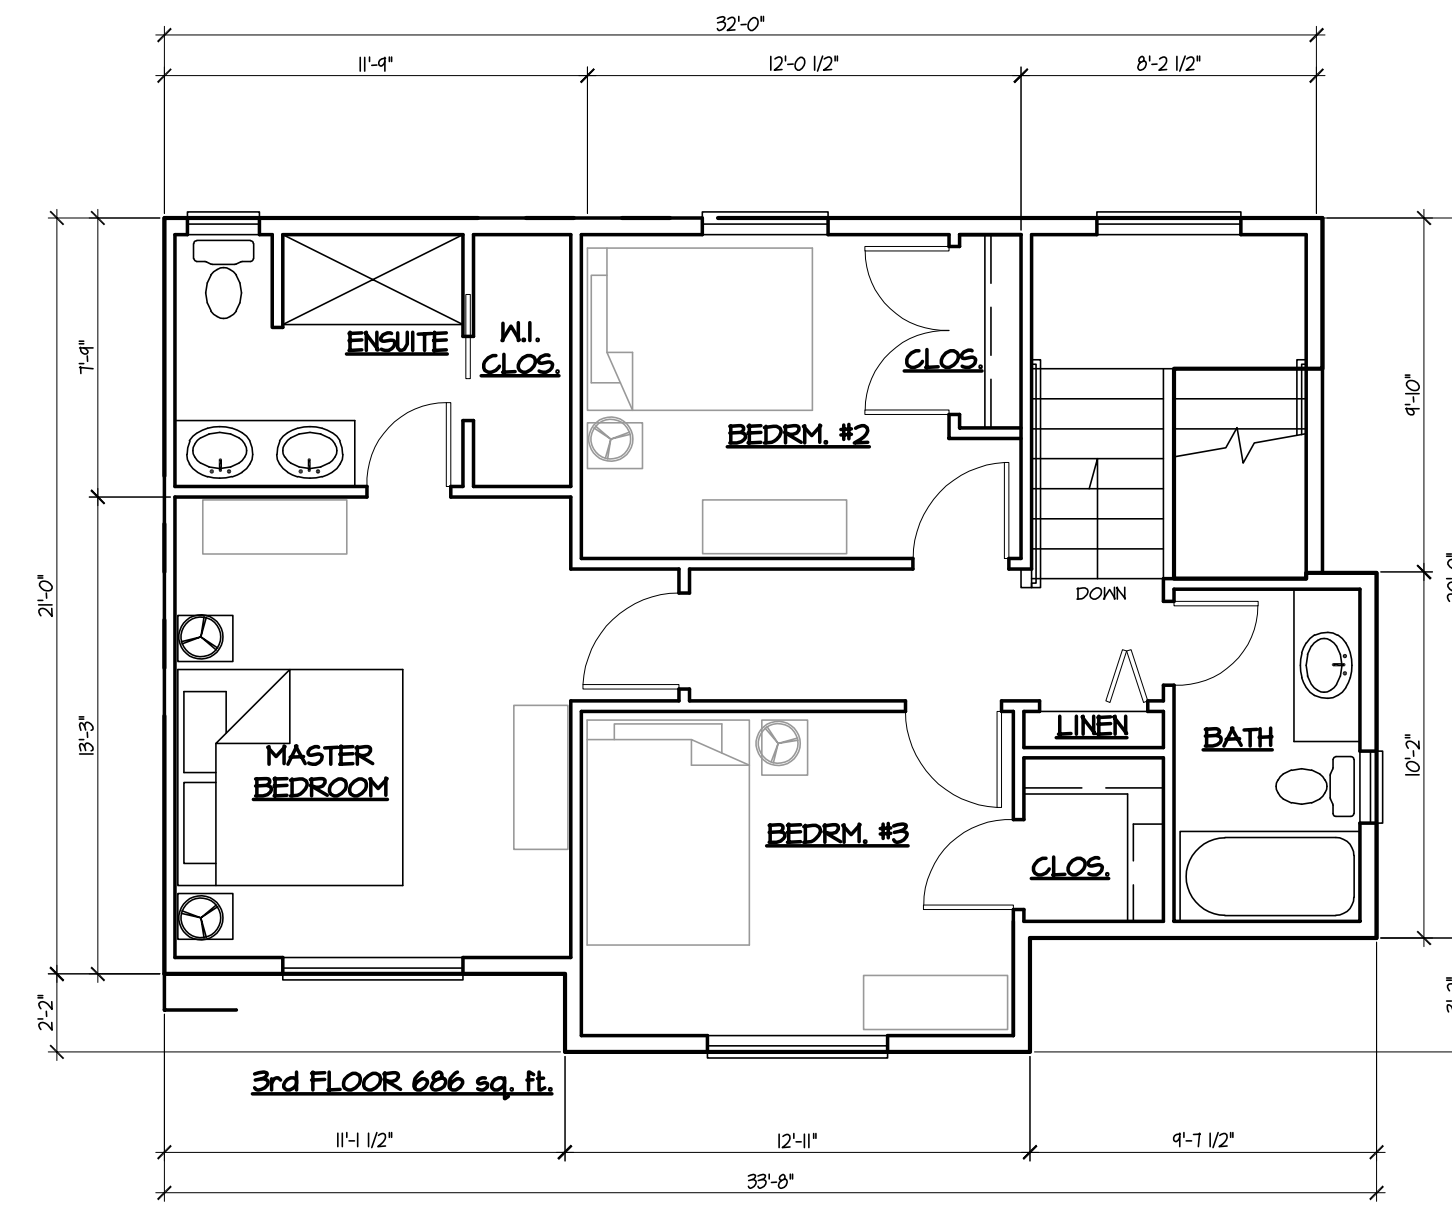 32'-0"
11'-9"
12'-0 1/2"
8'-2 1/2"
ENSUITE
W.I.
CLOS.
CLOS.
7'-9"
9'-10"
BEDRM. #2
21'-0"
DOWN
LINEN
BATH
13'-3"
MASTER
BEDROOM
10'-2"
BEDRM. #3
CLOS.
2'-2"
3rd FLOOR 686 sq. ft.
11'-1 1/2"
12'-11"
9'-7 1/2"
33'-8"